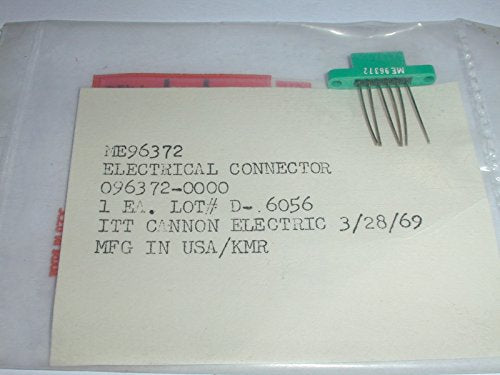 ME96372
ME96372
ELECTRICAL CONNECTOR
096372-0000
1 EA. LOT# D-.6056
ITT CANNON ELECTRIC 3/28/69
MFG IN USA/KMR